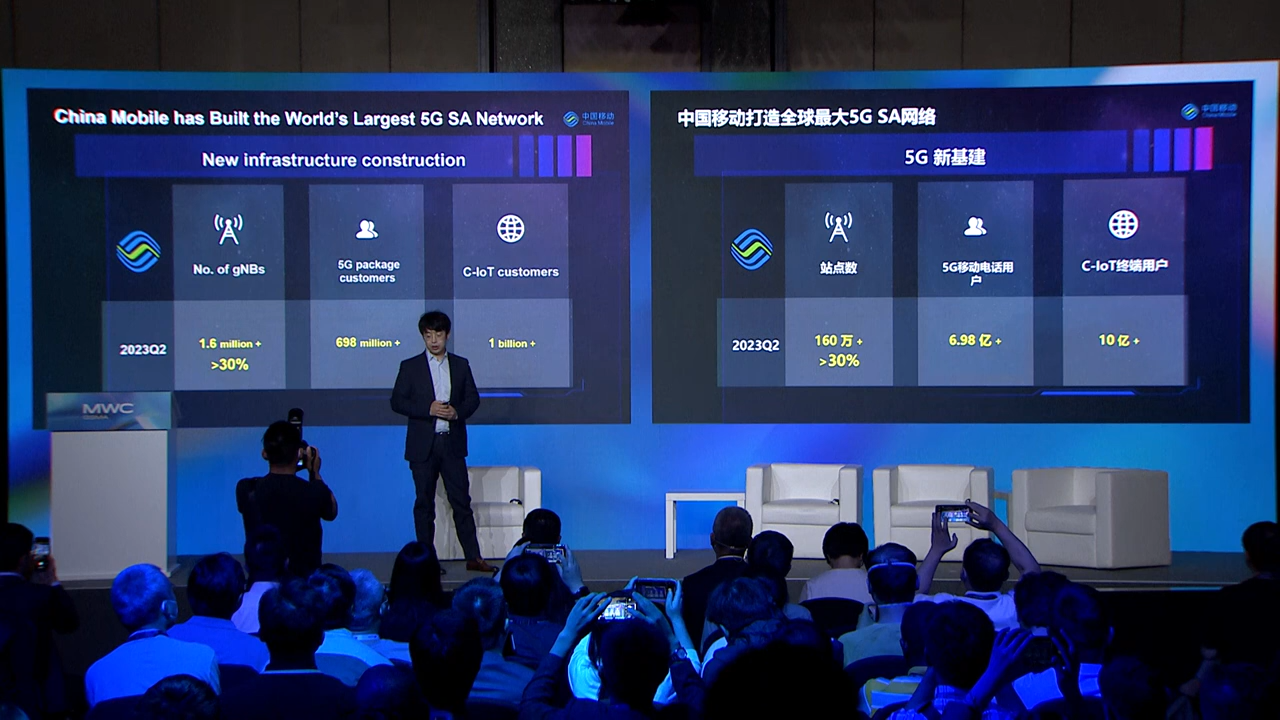 China Mobile has Built the World's Largest 5G SA Network
中国移动
China Mobile
New infrastructure construction
No. of gNBs
5G package
customers
C-IoT customers
2023Q2
1.6 million +
>30%
698 million +
1 billion +
中国移动打造全球最大5G SA网络
中国移动
China Mobile
5G 新基建
站点数
5G移动电话用
户
C-IoT终端用户
2023Q2
160 万 +
>30%
6.98 亿 +
10 亿 +
MWC